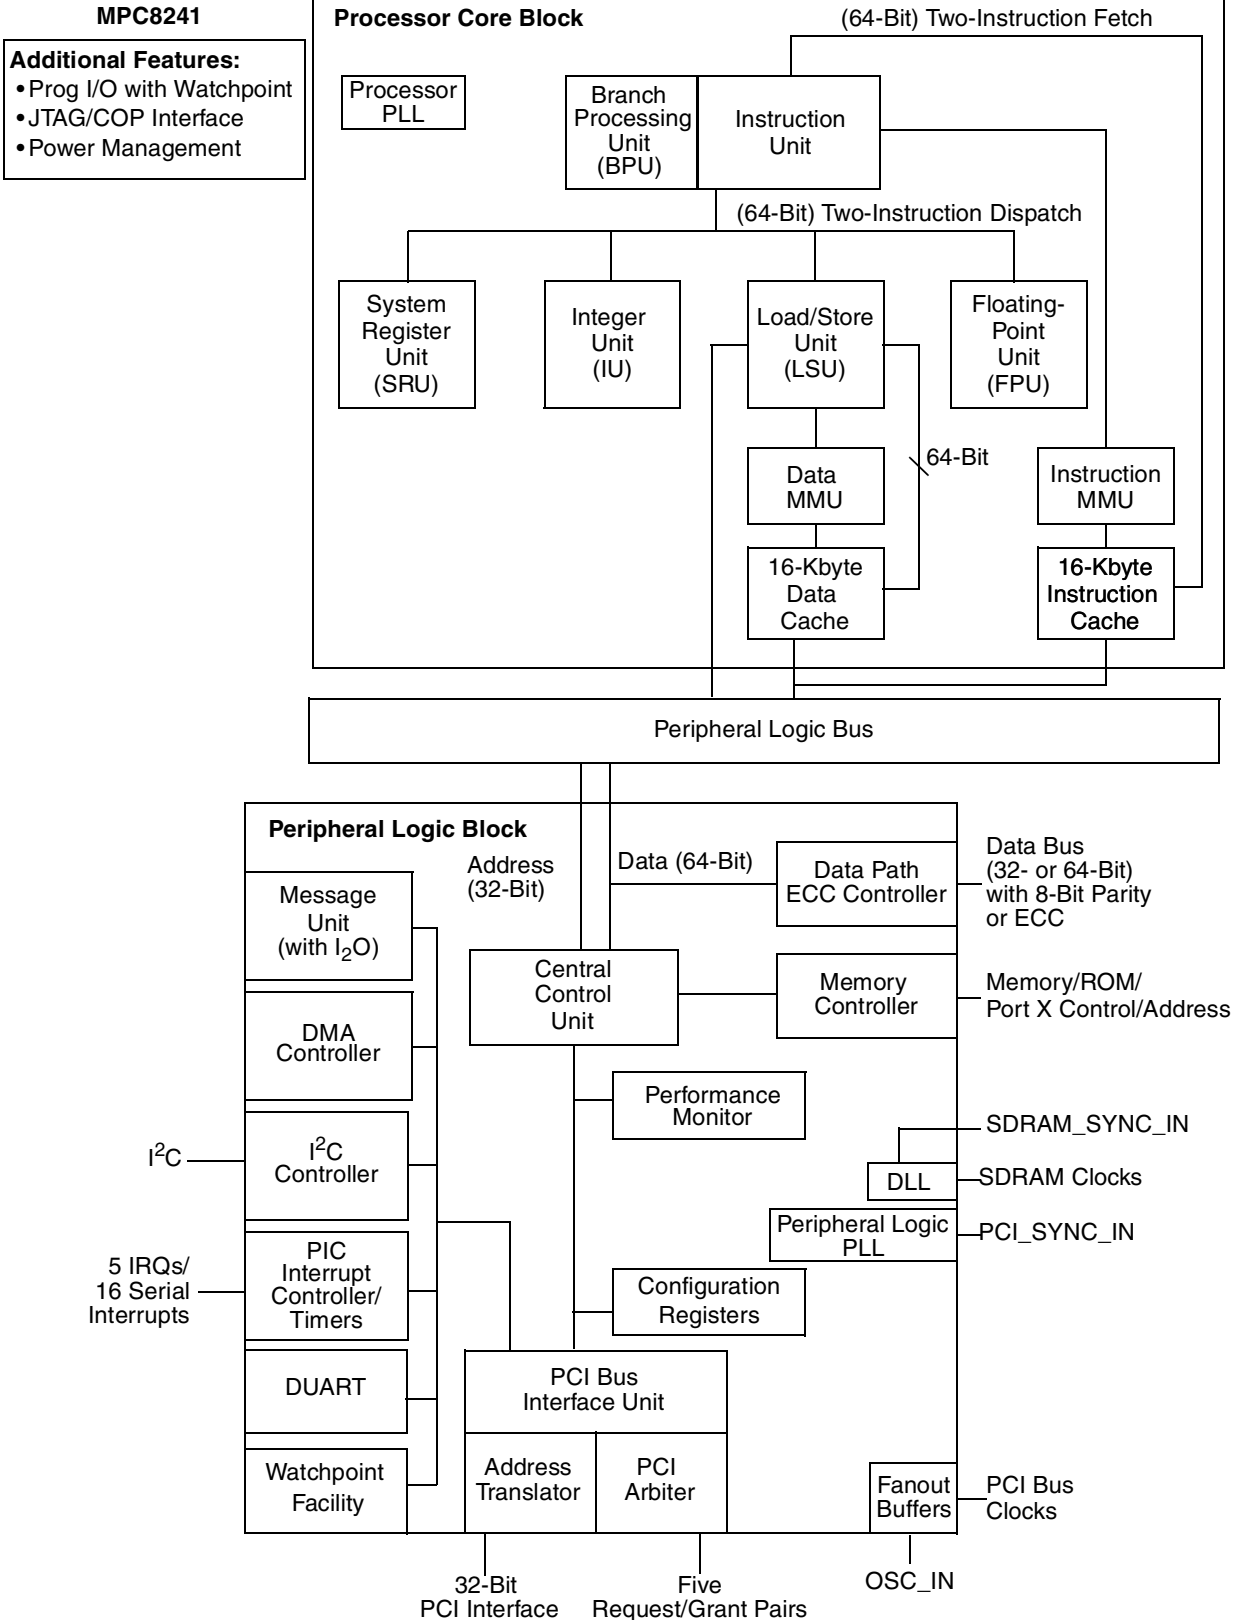 MPC8241
Additional Features:
• Prog I/O with Watchpoint
• JTAG/COP Interface
• Power Management
Processor Core Block
(64-Bit) Two-Instruction Fetch
Processor
PLL
Branch
Processing
Unit
(BPU)
Instruction
Unit
(64-Bit) Two-Instruction Dispatch
System
Register
Unit
(SRU)
Integer
Unit
(IU)
Load/Store
Unit
(LSU)
Floating-
Point
Unit
(FPU)
64-Bit
Data
MMU
Instruction
MMU
16-Kbyte
Data
Cache
16-Kbyte
Instruction
Cache
Peripheral Logic Bus
Peripheral Logic Block
Address
(32-Bit)
Data (64-Bit)
Data Path
ECC Controller
Data Bus
(32- or 64-Bit)
with 8-Bit Parity
or ECC
Message
Unit
(with I2O)
Central
Control
Unit
Memory
Controller
Memory/ROM/
Port X Control/Address
DMA
Controller
Performance
Monitor
SDRAM_SYNC_IN
I2C
I2C
Controller
DLL
SDRAM Clocks
Peripheral Logic
PLL
PCI_SYNC_IN
5 IRQs/
16 Serial
Interrupts
PIC
Interrupt
Controller/
Timers
Configuration
Registers
DUART
PCI Bus
Interface Unit
Watchpoint
Facility
Address
Translator
PCI
Arbiter
Fanout
Buffers
PCI Bus
Clocks
32-Bit
PCI Interface
Five
Request/Grant Pairs
OSC_IN